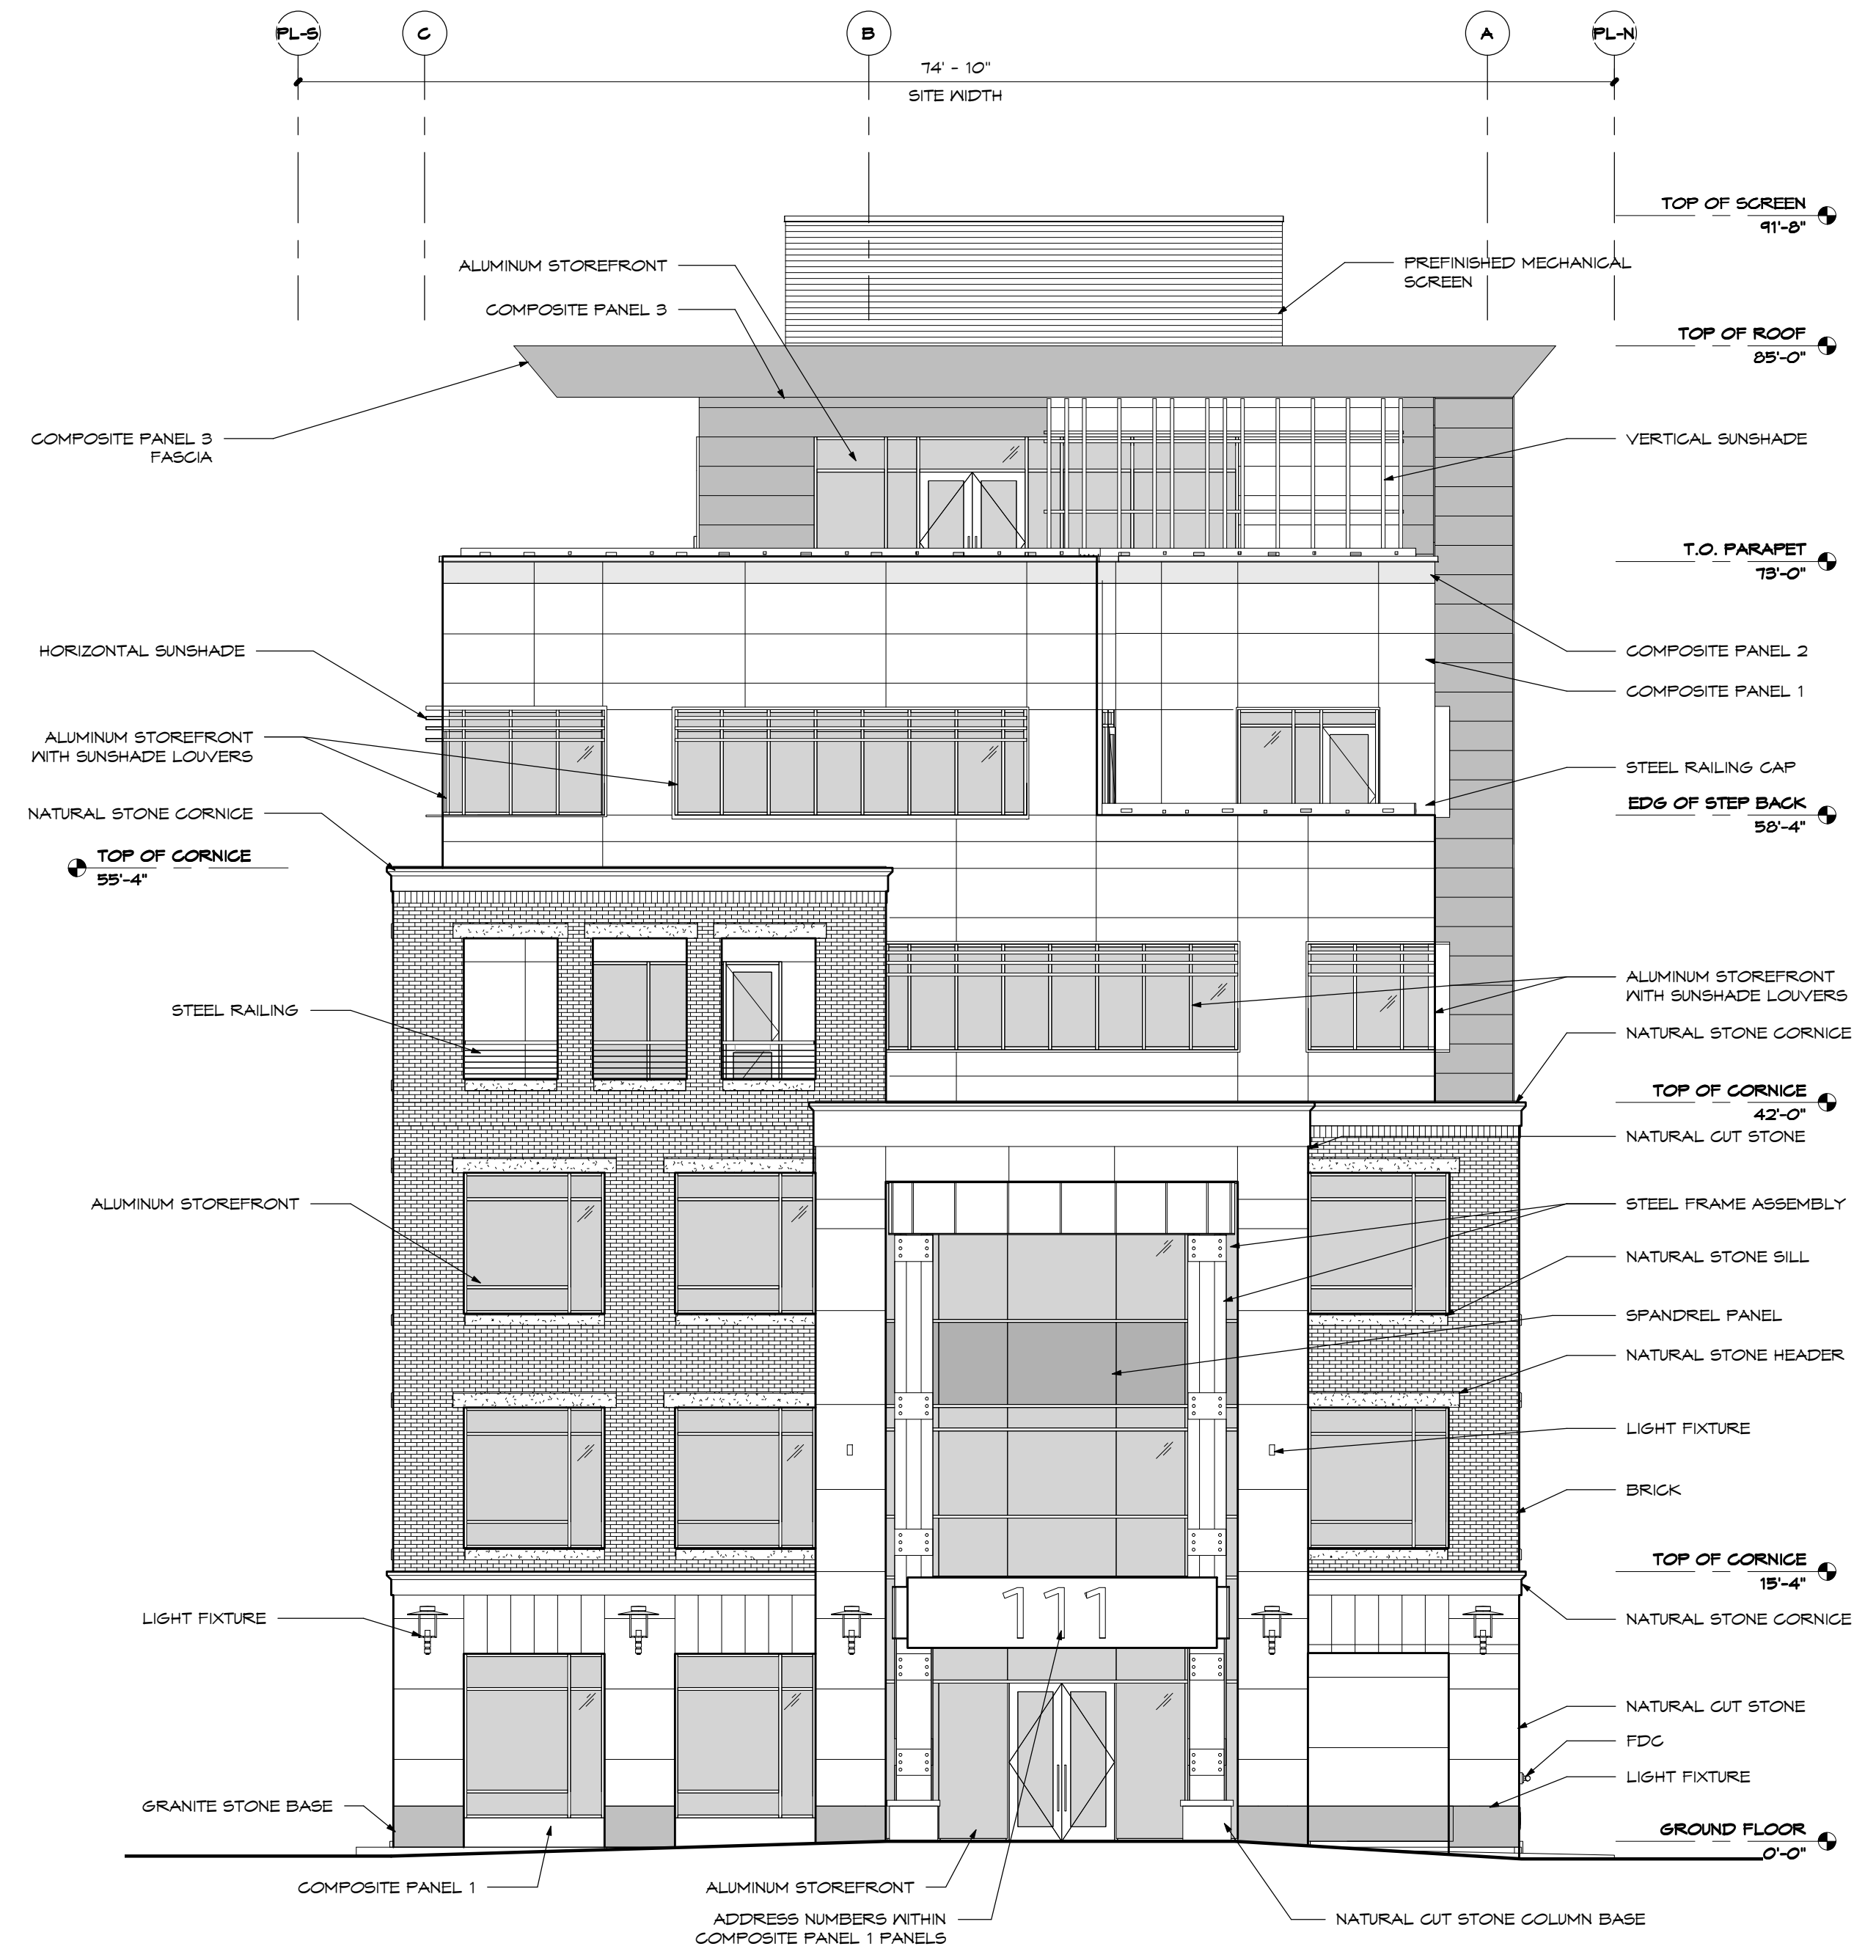 PL-S
C
B
A
PL-N
74' - 10"
SITE WIDTH
TOP OF SCREEN
91'-8"
ALUMINUM STOREFRONT
PREFINISHED MECHANICAL
SCREEN
COMPOSITE PANEL 3
TOP OF ROOF
85'-0"
COMPOSITE PANEL 3
FASCIA
VERTICAL SUNSHADE
T.O. PARAPET
73'-0"
HORIZONTAL SUNSHADE
COMPOSITE PANEL 2
COMPOSITE PANEL 1
ALUMINUM STOREFRONT
WITH SUNSHADE LOUVERS
STEEL RAILING CAP
EDG OF STEP BACK
58'-4"
NATURAL STONE CORNICE
TOP OF CORNICE
55'-4"
ALUMINUM STOREFRONT
WITH SUNSHADE LOUVERS
STEEL RAILING
NATURAL STONE CORNICE
TOP OF CORNICE
42'-0"
NATURAL CUT STONE
ALUMINUM STOREFRONT
STEEL FRAME ASSEMBLY
NATURAL STONE SILL
SPANDREL PANEL
NATURAL STONE HEADER
LIGHT FIXTURE
BRICK
TOP OF CORNICE
15'-4"
111
LIGHT FIXTURE
NATURAL STONE CORNICE
NATURAL CUT STONE
FDC
LIGHT FIXTURE
GRANITE STONE BASE
GROUND FLOOR
0'-0"
COMPOSITE PANEL 1
ALUMINUM STOREFRONT
ADDRESS NUMBERS WITHIN
COMPOSITE PANEL 1 PANELS
NATURAL CUT STONE COLUMN BASE